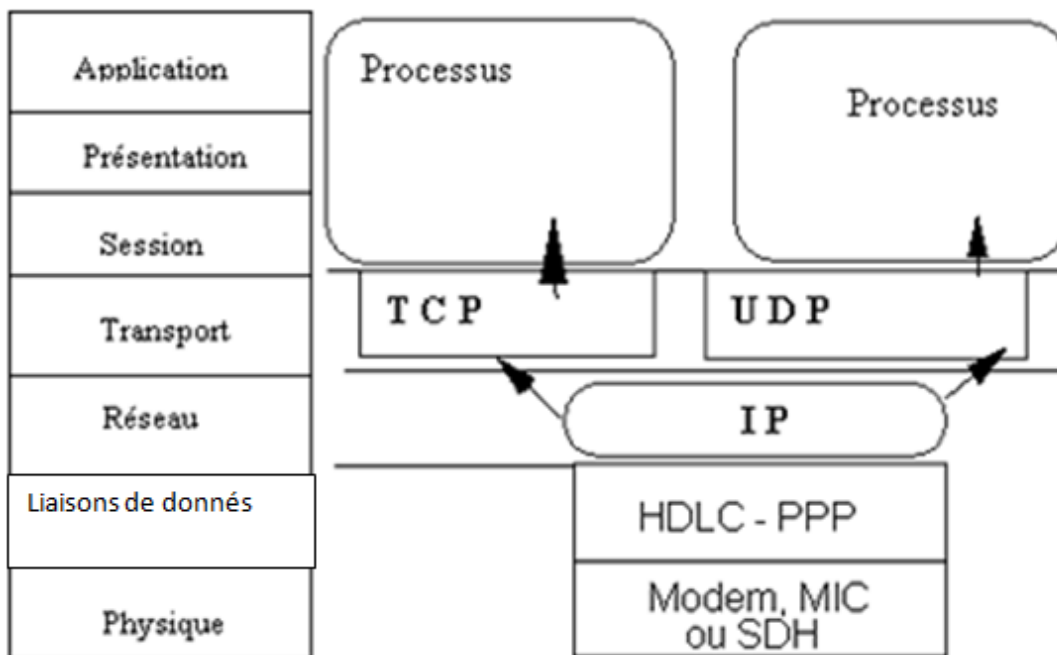 Application
Présentation
Session
Transport
Réseau
Liaisons de donnés
Physique
Processus
Processus
T C P
U D P
I P
HDLC - PPP
Modem, MIC
ou SDH